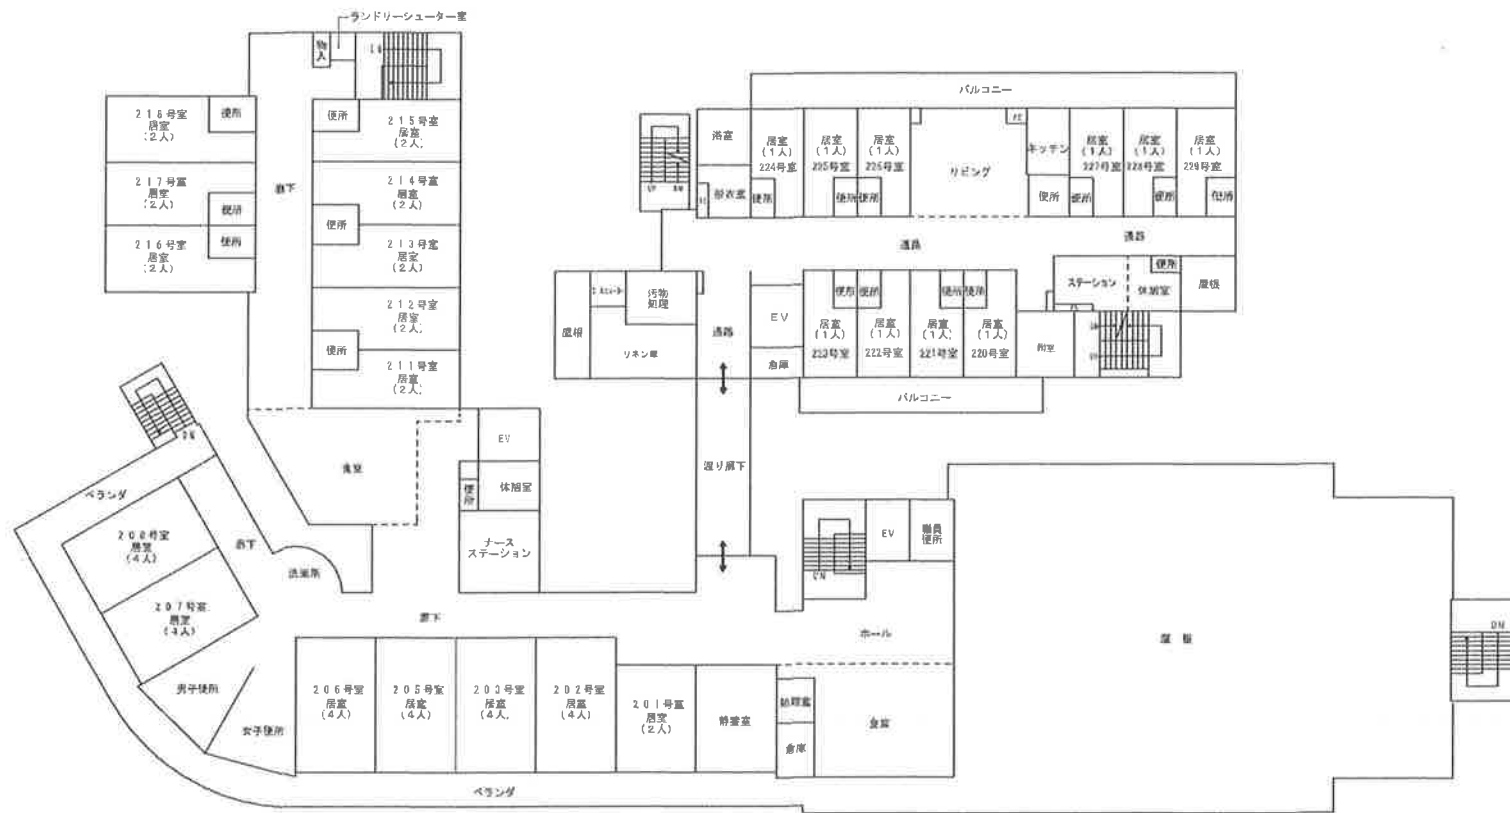 ランドリーシューター室
物入
DN
バルコニー
218号室
居室
(2人)
便所
便所
215号室
居室
(2人)
217号室
居室
(2人)
便所
廊下
214号室
居室
(2人)
216号室
居室
(2人)
便所
便所
213号室
居室
(2人)
212号室
居室
(2人)
便所
211号室
居室
(2人)
浴室
脱衣室
UP
DN
居室
(1人)
224号室
便所
居室
(1人)
225号室
便所
居室
(1人)
226号室
便所
リビング
キッチン
便所
居室
(1人)
227号室
便所
居室
(1人)
228号室
便所
居室
(1人)
229号室
便所
通路
通路
ステーション
便所
休憩室
屋根
屋根
汚物
処理
リネン庫
通路
EV
倉庫
便所
居室
(1人)
223号室
便所
居室
(1人)
222号室
便所
居室
(1人)
221号室
便所
居室
(1人)
220号室
バルコニー
DN
食堂
EV
便所
休憩室
ナース
ステーション
渡り廊下
ベランダ
208号室
居室
(4人)
廊下
洗面所
207号室
居室
(4人)
廊下
DN
EV
職員
便所
ホール
屋根
DN
男子便所
女子便所
206号室
居室
(4人)
205号室
居室
(4人)
203号室
居室
(4人)
202号室
居室
(4人)
201号室
居室
(2人)
静養室
倉庫
食堂
ベランダ